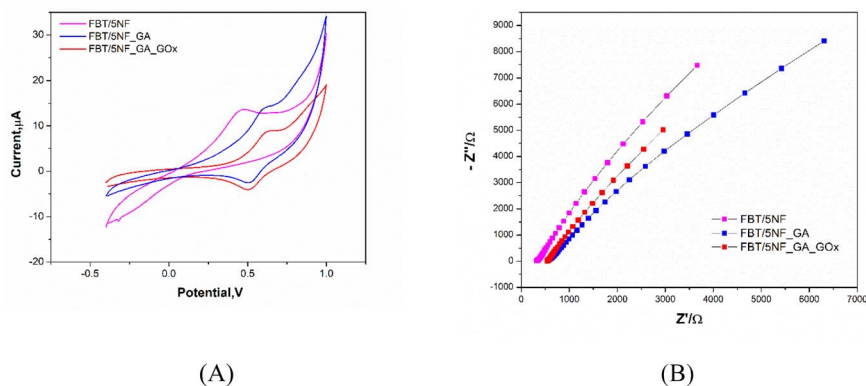 FBT/5NF
FBT/5NF_GA
FBT/5NF_GA_GOx
30
20
10
0
-10
-20
Current,µA
-0.5
0.0
0.5
1.0
Potential,V
(A)
9000
8000
7000
6000
5000
4000
3000
2000
1000
0
-1000
- Z''/Ω
FBT/5NF
FBT/5NF_GA
FBT/5NF_GA_GOx
0
1000
2000
3000
4000
5000
6000
7000
Z'/Ω
(B)